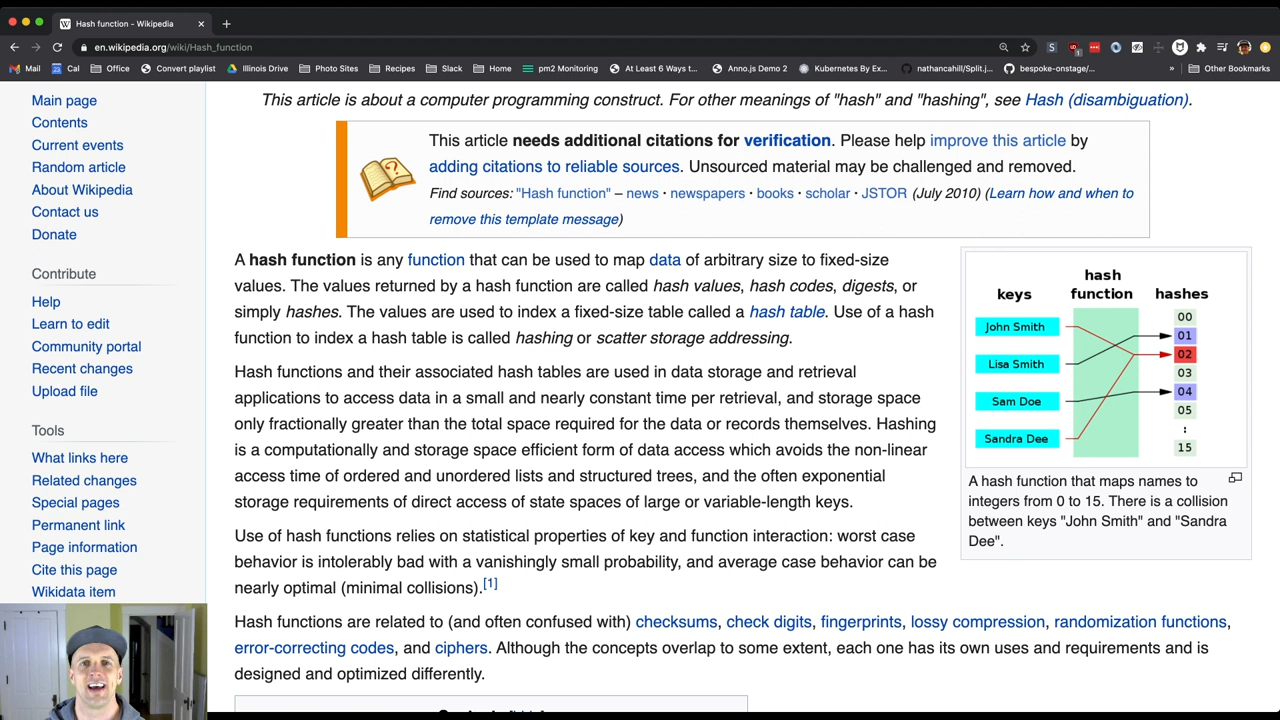 Hash function - Wikipedia
en.wikipedia.org/wiki/Hash_function
Mail Cal Office Convert playlist Illinois Drive Photo Sites Recipes Slack Home pm2 Monitoring At Least 6 Ways t... Anno.js Demo 2 Kubernetes By Ex... nathancahill/Split.j... bespoke-onstage/... » Other Bookmarks
Main page
Contents
Current events
Random article
About Wikipedia
Contact us
Donate
Contribute
Help
Learn to edit
Community portal
Recent changes
Upload file
Tools
What links here
Related changes
Special pages
Permanent link
Page information
Cite this page
Wikidata item
This article is about a computer programming construct. For other meanings of "hash" and "hashing", see Hash (disambiguation).
This article needs additional citations for verification. Please help improve this article by
adding citations to reliable sources. Unsourced material may be challenged and removed.
Find sources: "Hash function" – news · newspapers · books · scholar · JSTOR (July 2010) (Learn how and when to
remove this template message)
A hash function is any function that can be used to map data of arbitrary size to fixed-size
values. The values returned by a hash function are called hash values, hash codes, digests, or
simply hashes. The values are used to index a fixed-size table called a hash table. Use of a hash
function to index a hash table is called hashing or scatter storage addressing.
Hash functions and their associated hash tables are used in data storage and retrieval
applications to access data in a small and nearly constant time per retrieval, and storage space
only fractionally greater than the total space required for the data or records themselves. Hashing
is a computationally and storage space efficient form of data access which avoids the non-linear
access time of ordered and unordered lists and structured trees, and the often exponential
storage requirements of direct access of state spaces of large or variable-length keys.
Use of hash functions relies on statistical properties of key and function interaction: worst case
behavior is intolerably bad with a vanishingly small probability, and average case behavior can be
nearly optimal (minimal collisions).[1]
Hash functions are related to (and often confused with) checksums, check digits, fingerprints, lossy compression, randomization functions,
error-correcting codes, and ciphers. Although the concepts overlap to some extent, each one has its own uses and requirements and is
designed and optimized differently.
hash
keys function hashes
00
John Smith
01
02
Lisa Smith
03
04
Sam Doe
05
:
Sandra Dee
15
A hash function that maps names to
integers from 0 to 15. There is a collision
between keys "John Smith" and "Sandra
Dee".